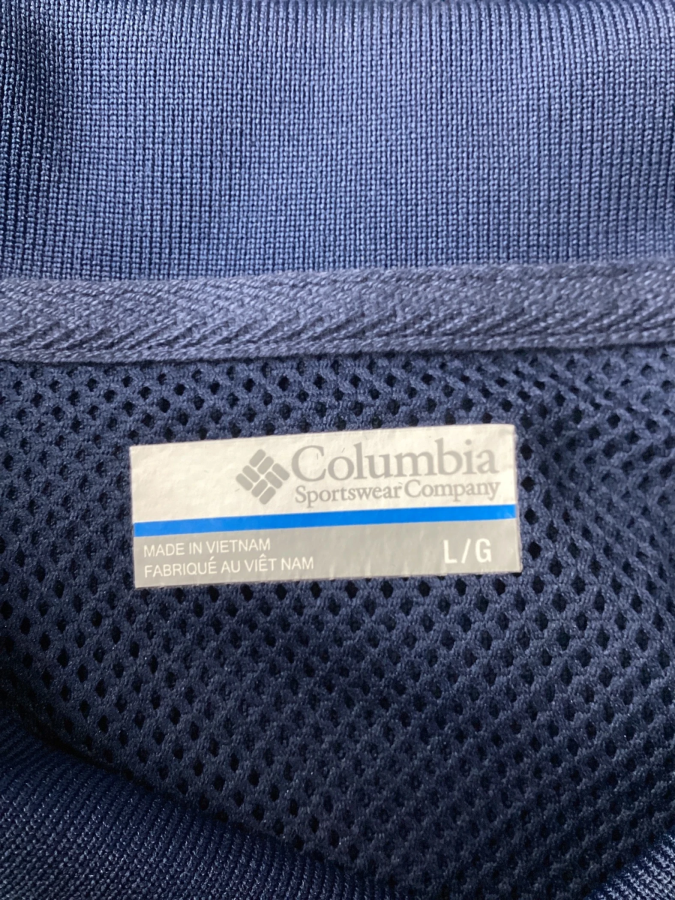 Columbia
Sportswear Company
MADE IN VIETNAM
FABRIQUÉ AU VIÊT NAM
L/G